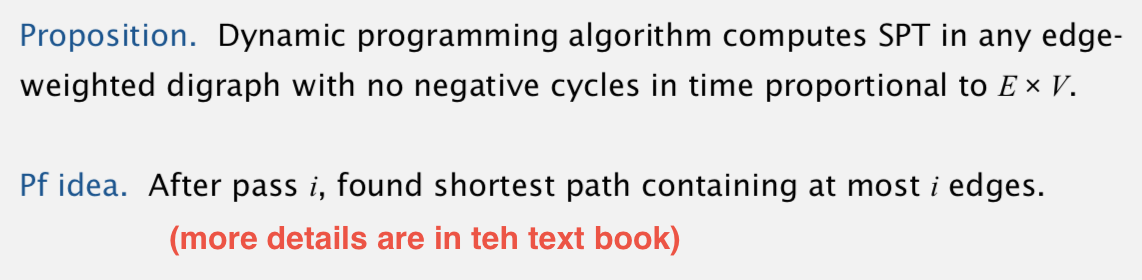 Proposition. Dynamic programming algorithm computes SPT in any edge-
weighted digraph with no negative cycles in time proportional to E × V.
Pf idea. After pass i, found shortest path containing at most i edges.
(more details are in teh text book)